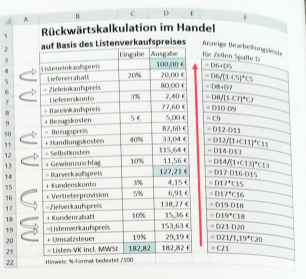 A B C D E F
1 Rückwärtskalkulation im Handel
2 auf Basis des Listenverkaufspreises
3 Eingabe Ausgabe Anzeige Bearbeitungsleiste
4 Listeneinkaufspreis 100,00 € für Zellen Spalte D
5 - Lieferrabatt 20% 20,00 € = D6+D5
6 = Zieleinkaufspreis 80,00 € = D6/(1-C5)*C5
7 - Lieferskonto 3% 2,40 € = D8+D7
8 = Bareinkaufspreis 77,60 € = D8/(1-C7)*C7
9 + Bezugskosten 5 € 5,00 € = D10-D9
10 = Bezugspreis 82,60 € = C9
11 + Handlungskosten 40% 33,04 € = D12-D11
12 = Selbstkosten 115,64 € = D12/(1+C11)*C11
13 + Gewinnzuschlag 10% 11,56 € = D14-D13
14 = Barverkaufspreis 127,21 € = D14/(1+C13)*C13
15 + Kundenskonto 3% 4,15 € = D17-D16-D15
16 + Vertreterprovision 5% 6,91 € = D17*C15
17 =Zielverkaufspreis 138,27 € = D17*C16
18 + Kundenrabatt 10% 15,36 € = D19-D18
19 =Listenverkaufspreis 153,63 € = D19*C18
20 + Umsatzsteuer 19% 29,19 € = D21-D20
21 = Listen-VK incl. MWSt 182,82 182,82 € = D21/1,19*C20
22 Hinweis: %-Format bedeutet /100 = C21